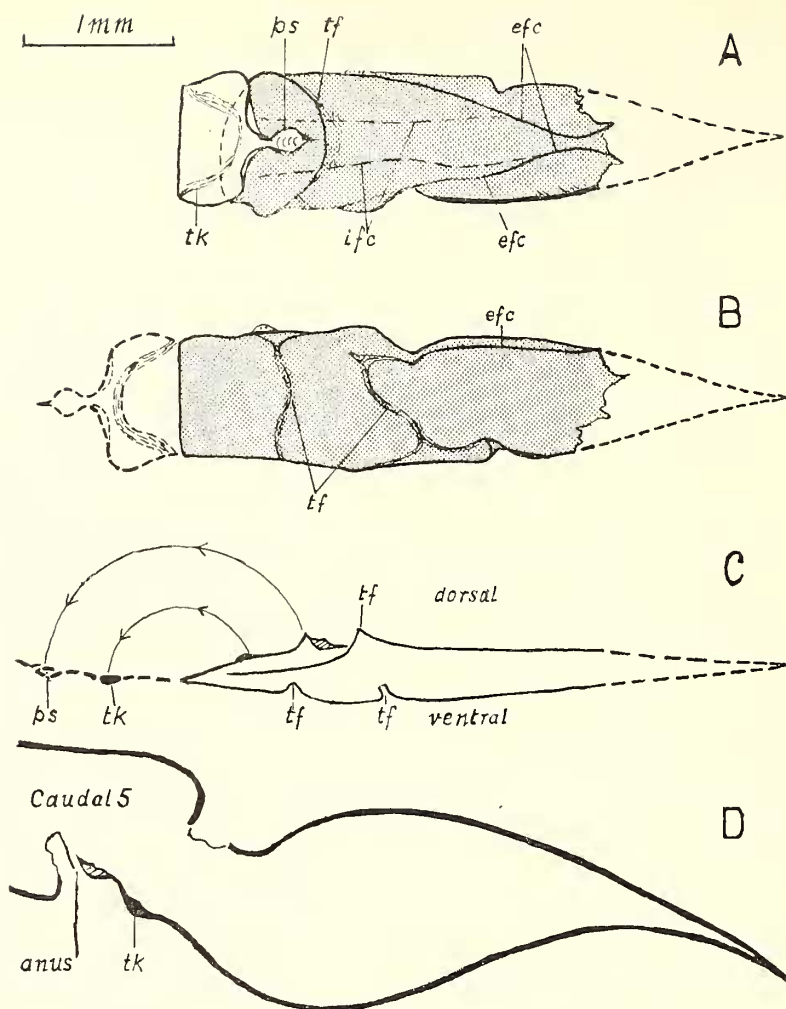 1mm
ps
tf
efc
A
tk
ifc
efc
B
efc
tf
C
tf
dorsal
ps
tk
tf
tf
ventral
Caudal 5
D
anus
tk